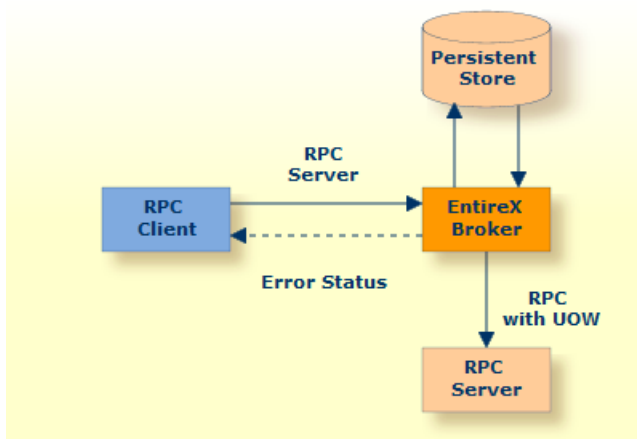 Persistent
Store
RPC
Server
RPC
Client
EntireX
Broker
Error Status
RPC
with UOW
RPC
Server